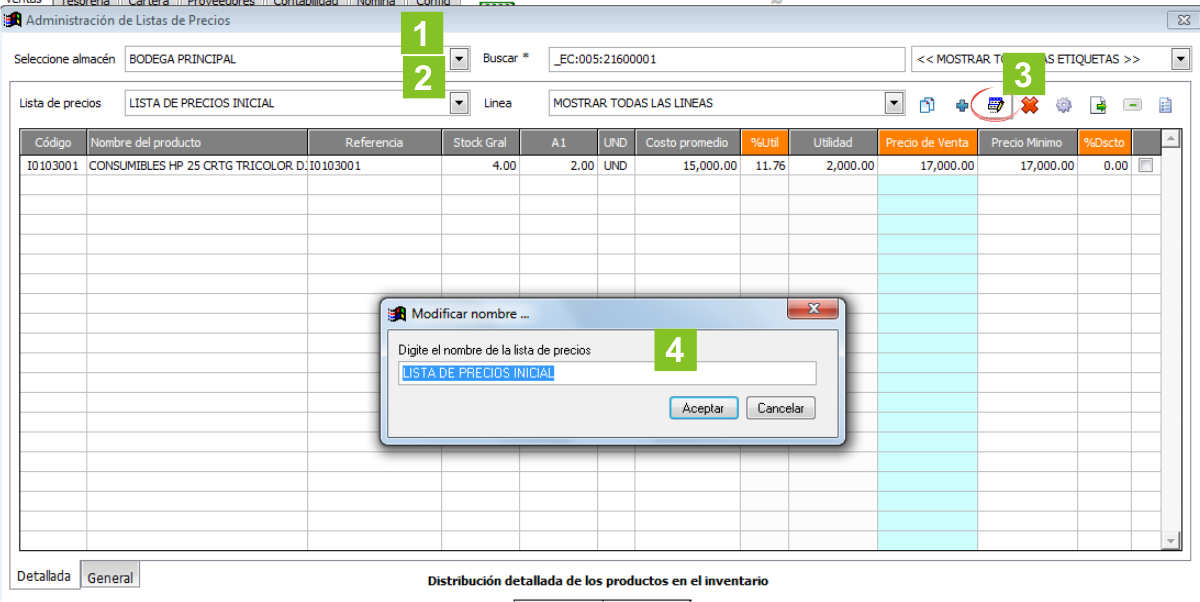 Ventas Tesorería Cartera Proveedores Contabilidad Nómina Config
Administración de Listas de Precios
1
Seleccione almacén BODEGA PRINCIPAL Buscar * _EC:005:21600001 << MOSTRAR ETIQUETAS >>
2
3
Lista de precios LISTA DE PRECIOS INICIAL Linea MOSTRAR TODAS LAS LINEAS
Código Nombre del producto Referencia Stock Gral A1 UND Costo promedio %Util Utilidad Precio de Venta Precio Minimo %Dscto
I0103001 CONSUMIBLES HP 25 CRTG TRICOLOR D. I0103001 4.00 2.00 UND 15,000.00 11.76 2,000.00 17,000.00 17,000.00 0.00
Modificar nombre ...
Digite el nombre de la lista de precios
4
LISTA DE PRECIOS INICIAL
Aceptar Cancelar
Detallada General
Distribución detallada de los productos en el inventario